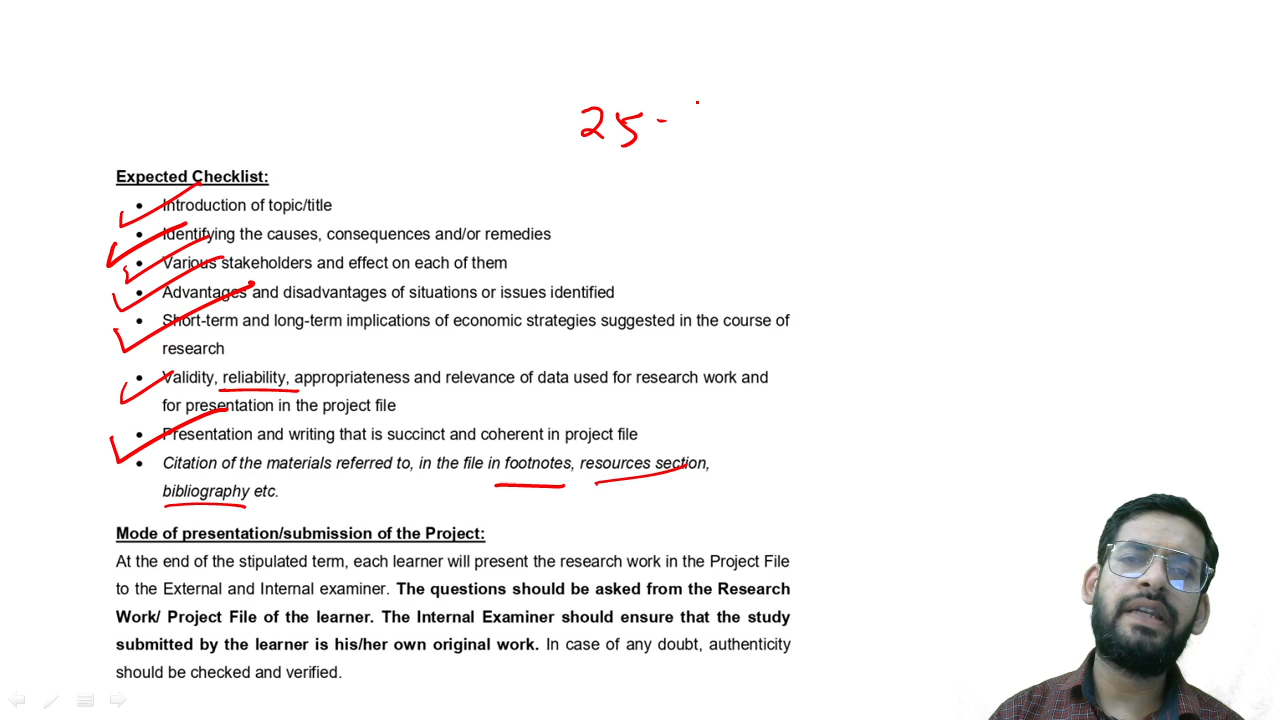 25 -
Expected Checklist:
• Introduction of topic/title
• Identifying the causes, consequences and/or remedies
• Various stakeholders and effect on each of them
• Advantages and disadvantages of situations or issues identified
• Short-term and long-term implications of economic strategies suggested in the course of
research
• Validity, reliability, appropriateness and relevance of data used for research work and
for presentation in the project file
• Presentation and writing that is succinct and coherent in project file
• Citation of the materials referred to, in the file in footnotes, resources section,
bibliography etc.
Mode of presentation/submission of the Project:
At the end of the stipulated term, each learner will present the research work in the Project File
to the External and Internal examiner. The questions should be asked from the Research
Work/ Project File of the learner. The Internal Examiner should ensure that the study
submitted by the learner is his/her own original work. In case of any doubt, authenticity
should be checked and verified.